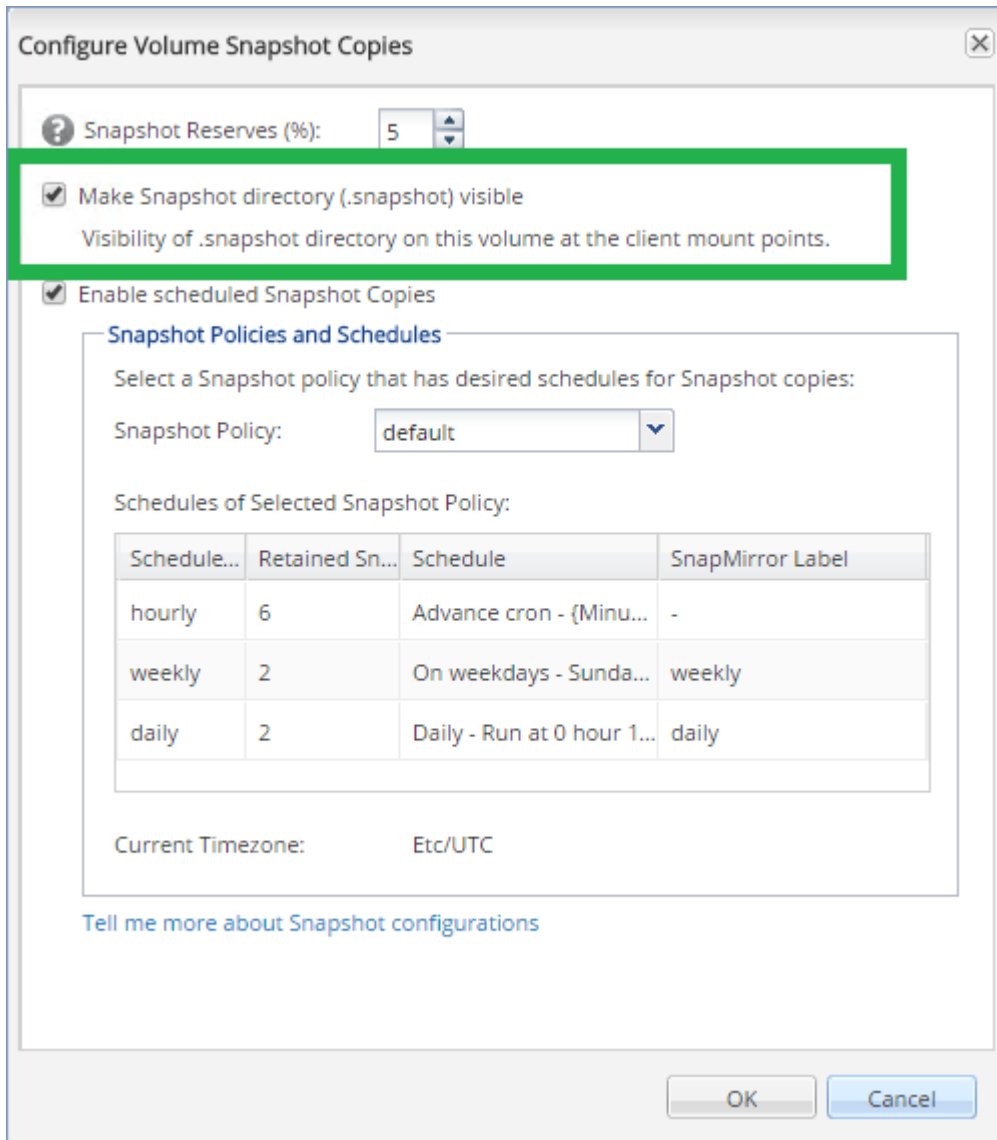 Configure Volume Snapshot Copies
? Snapshot Reserves (%): 5
Make Snapshot directory (.snapshot) visible
Visibility of .snapshot directory on this volume at the client mount points.
Enable scheduled Snapshot Copies
Snapshot Policies and Schedules
Select a Snapshot policy that has desired schedules for Snapshot copies:
Snapshot Policy: default
Schedules of Selected Snapshot Policy:
Schedule... Retained Sn... Schedule SnapMirror Label
hourly 6 Advance cron - {Minu... -
weekly 2 On weekdays - Sunda... weekly
daily 2 Daily - Run at 0 hour 1... daily
Current Timezone: Etc/UTC
Tell me more about Snapshot configurations
OK Cancel